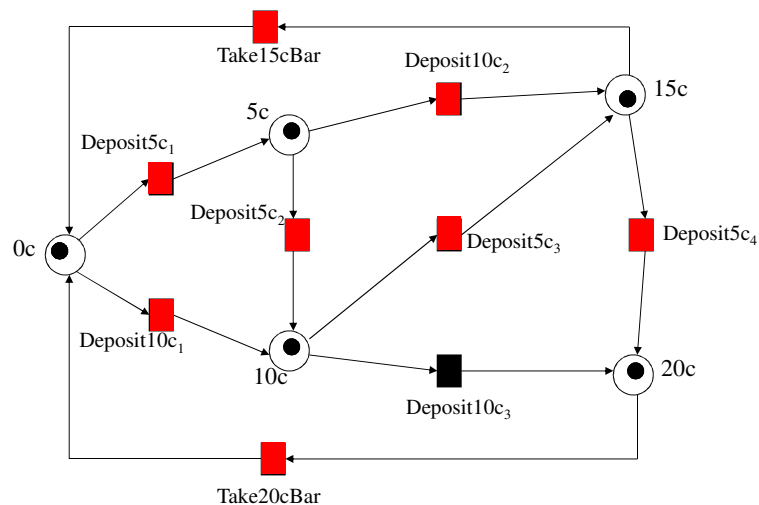 Take15cBar
Deposit10c₂
15c
5c
Deposit5c₁
Deposit5c₂
Deposit5c₃
Deposit5c₄
0c
Deposit10c₁
10c
20c
Deposit10c₃
Take20cBar